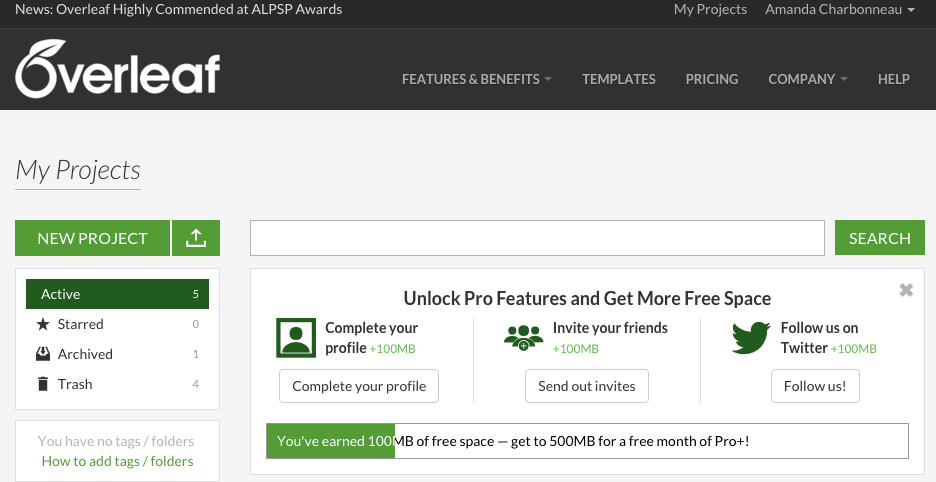 News: Overleaf Highly Commended at ALPSP Awards
My Projects
Amanda Charbonneau
Overleaf
FEATURES & BENEFITS
TEMPLATES
PRICING
COMPANY
HELP
My Projects
NEW PROJECT
SEARCH
Active 5
Starred 0
Archived 1
Trash 4
You have no tags / folders
How to add tags / folders
Unlock Pro Features and Get More Free Space
Complete your
profile +100MB
Complete your profile
Invite your friends
+100MB
Send out invites
Follow us on
Twitter +100MB
Follow us!
You've earned 100MB of free space — get to 500MB for a free month of Pro+!